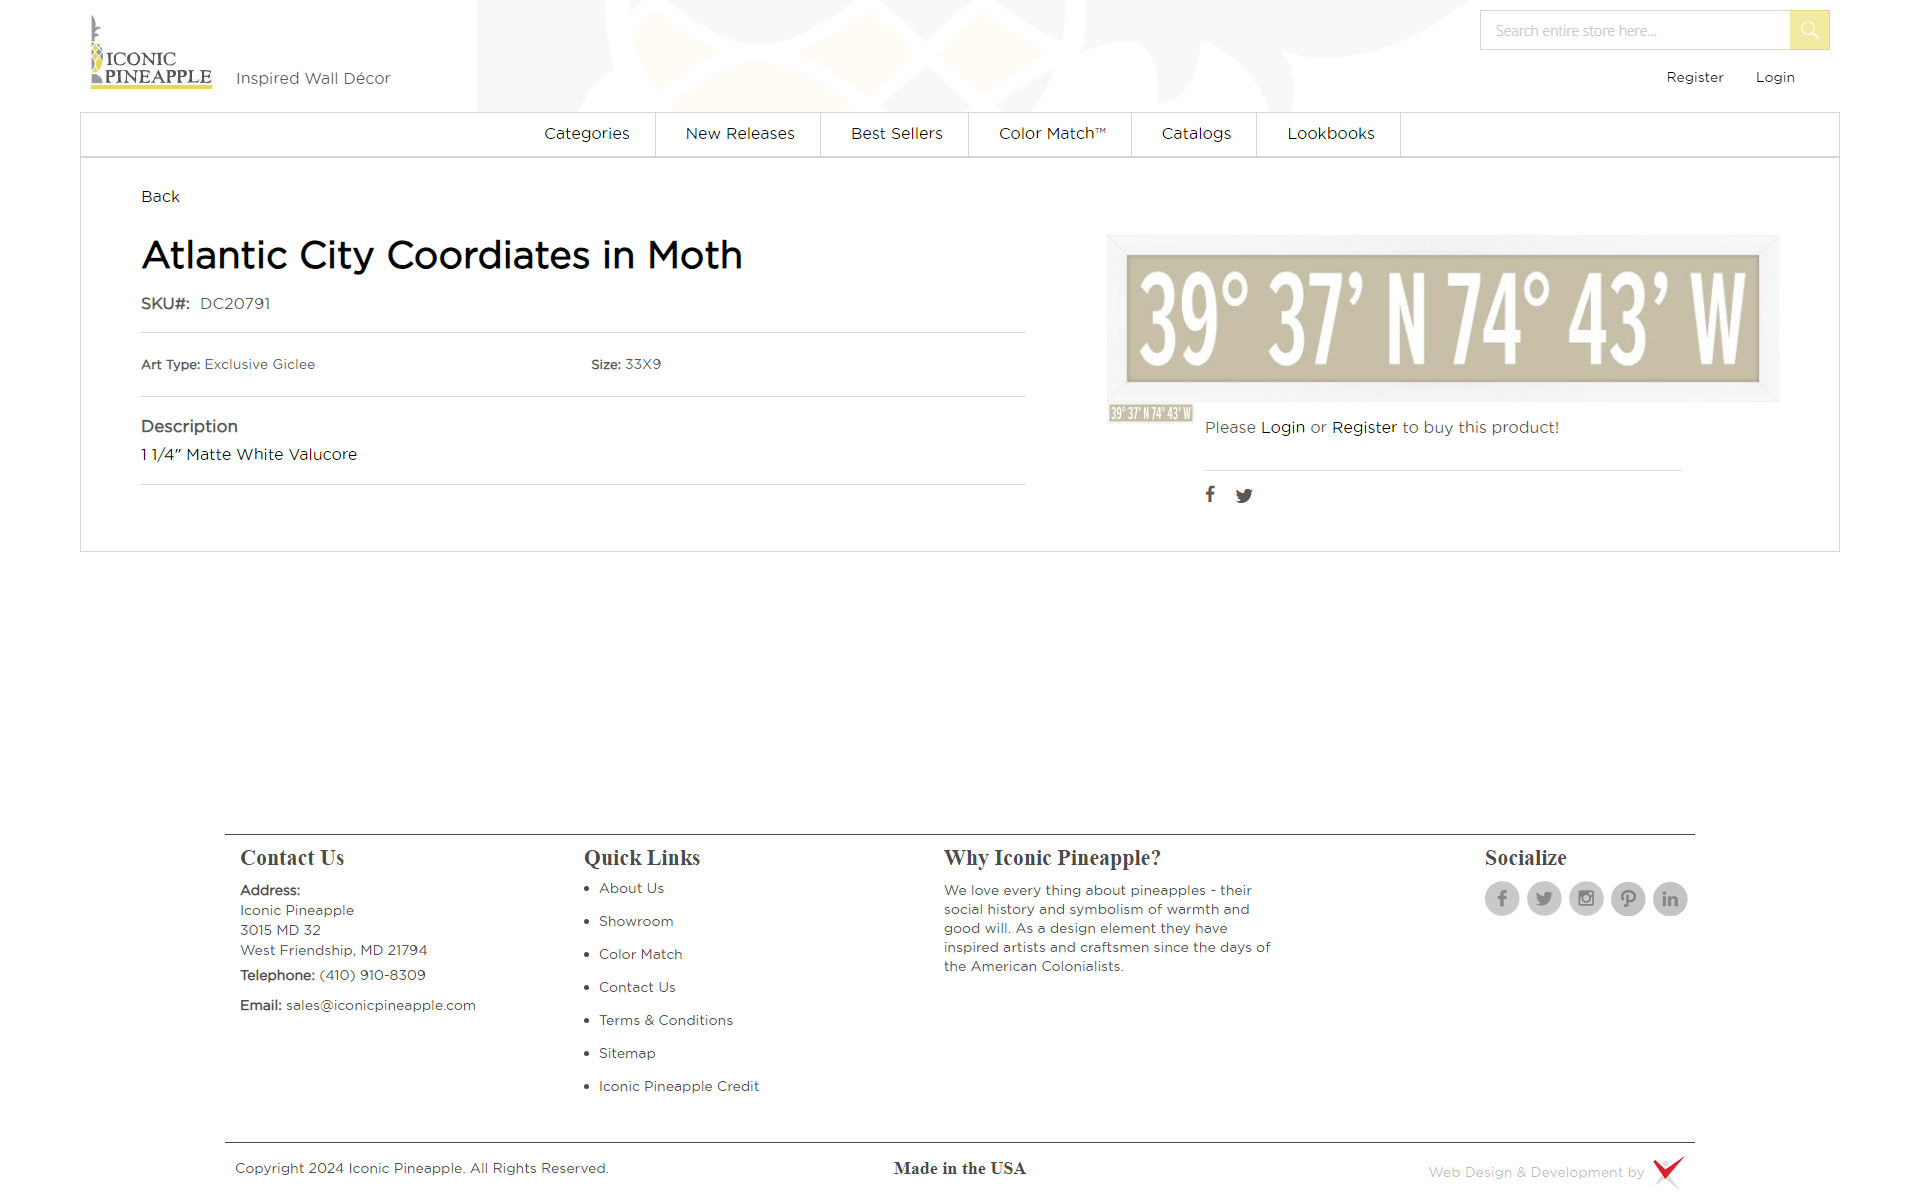 ICONIC
PINEAPPLE
Inspired Wall Décor
Search entire store here...
Register
Login
Categories
New Releases
Best Sellers
Color Match™
Catalogs
Lookbooks
Back
Atlantic City Coordiates in Moth
SKU#: DC20791
Art Type: Exclusive Giclee
Size: 33X9
Description
1 1/4" Matte White Valucore
39° 37’ N 74° 43’ W
39° 37’ N 74° 43’ W
Please Login or Register to buy this product!
Contact Us
Address:
Iconic Pineapple
3015 MD 32
West Friendship, MD 21794
Telephone: (410) 910-8309
Email: sales@iconicpineapple.com
Quick Links
About Us
Showroom
Color Match
Contact Us
Terms & Conditions
Sitemap
Iconic Pineapple Credit
Why Iconic Pineapple?
We love every thing about pineapples - their
social history and symbolism of warmth and
good will. As a design element they have
inspired artists and craftsmen since the days of
the American Colonialists.
Socialize
Copyright 2024 Iconic Pineapple. All Rights Reserved.
Made in the USA
Web Design & Development by